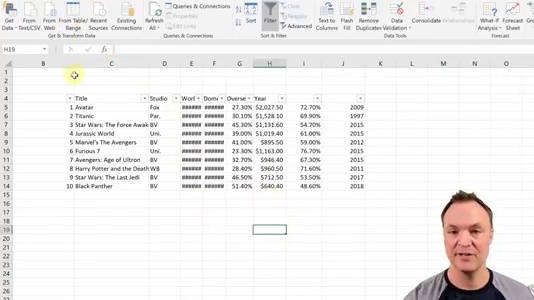 Get Data
From Text/CSV
From Web
From Table/ Range
Recent Sources
Existing Connections
Refresh All
Queries & Connections
Properties
Edit Links
Sort
Filter
Clear
Reapply
Advanced
Text to Columns
Data Validation
Consolidate
Relationships
What-If Analysis
Forecast Sheet
Get & Transform Data
Queries & Connections
Sort & Filter
Data Tools
Forecast
H19
B C D E F G H I J K L M N O
1
2
3
4 Title Studio Worl Dome Overse Year
5 1 Avatar Fox ###### ###### 27.30% $2,027.50 72.70% 2009
6 2 Titanic Par. ###### ###### 30.10% $1,528.10 69.90% 1997
7 3 Star Wars: The Force Awak BV ###### ###### 45.30% $1,131.60 54.70% 2015
8 4 Jurassic World Uni. ###### ###### 39.00% $1,019.40 61.00% 2015
9 5 Marvel's The Avengers BV ###### ###### 41.00% $895.50 59.00% 2012
10 6 Furious 7 Uni. ###### ###### 23.30% $1,163.00 76.70% 2015
11 7 Avengers: Age of Ultron BV ###### ###### 32.70% $946.40 67.30% 2015
12 8 Harry Potter and the Death WB ###### ###### 28.40% $960.50 71.60% 2011
13 9 Star Wars: The Last Jedi BV ###### ###### 46.50% $712.50 53.50% 2017
14 10 Black Panther BV ###### ###### 51.40% $640.40 48.60% 2018
15
16
17
18
19
20
21
22
23
24
25
26